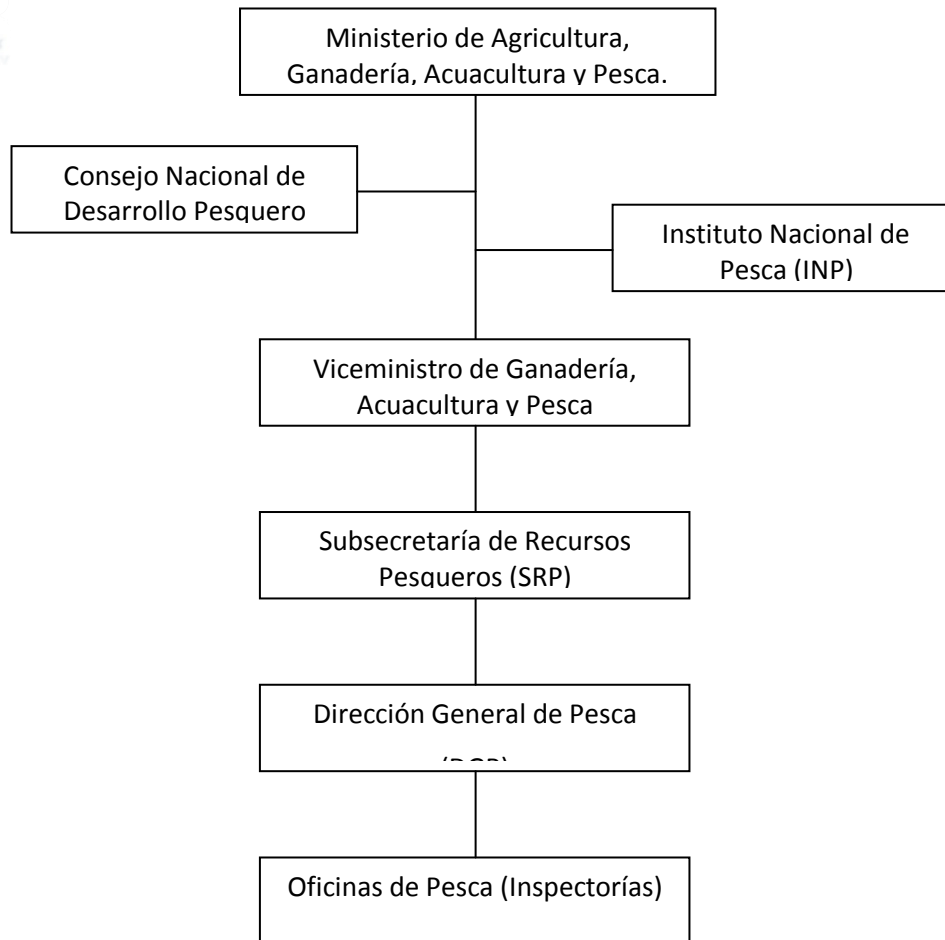 Ministerio de Agricultura,
Ganadería, Acuacultura y Pesca.
Consejo Nacional de
Desarrollo Pesquero
Instituto Nacional de
Pesca (INP)
Viceministro de Ganadería,
Acuacultura y Pesca
Subsecretaría de Recursos
Pesqueros (SRP)
Dirección General de Pesca
Oficinas de Pesca (Inspectorías)